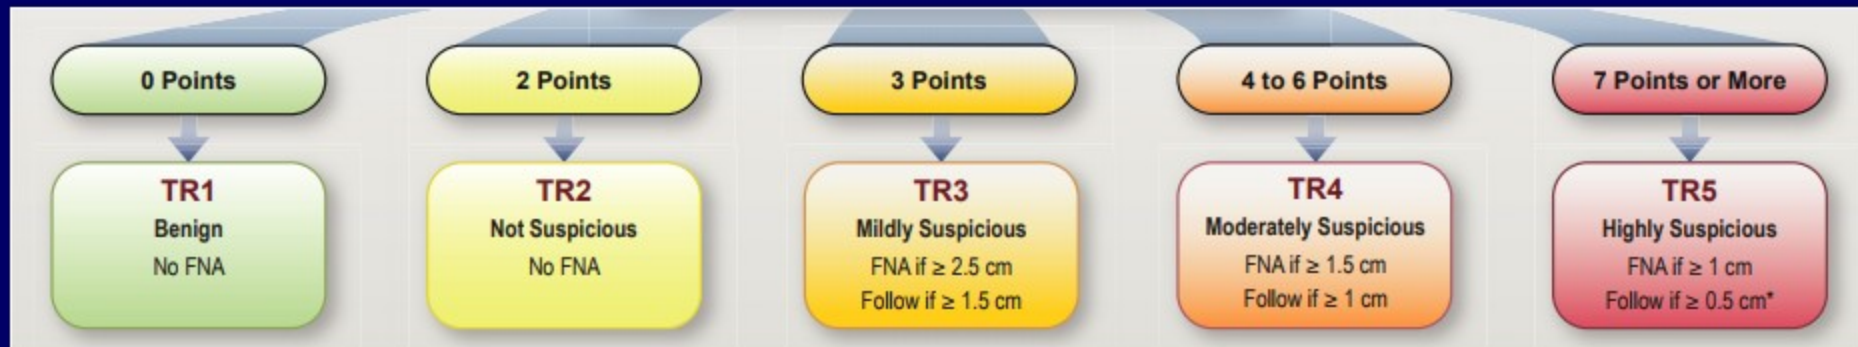 0 Points
2 Points
3 Points
4 to 6 Points
7 Points or More
TR1
Benign
No FNA
TR2
Not Suspicious
No FNA
TR3
Mildly Suspicious
FNA if ≥ 2.5 cm
Follow if ≥ 1.5 cm
TR4
Moderately Suspicious
FNA if ≥ 1.5 cm
Follow if ≥ 1 cm
TR5
Highly Suspicious
FNA if ≥ 1 cm
Follow if ≥ 0.5 cm*